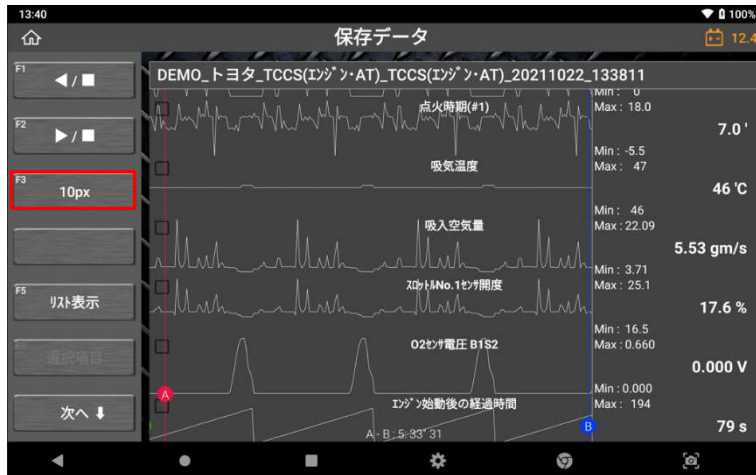 13:40
100%
保存データ
12.4
F1
◀/■
F2
▶/■
F3
10px
F5
ﾘｽﾄ表示
選択項目
次へ⬇
DEMO_トヨタ_TCCS(ｴﾝｼﾞﾝ･AT)_TCCS(ｴﾝｼﾞﾝ･AT)_20211022_133811
Min : 0
点火時期(#1)
Max : 18.0
7.0 '
Min : -5.5
吸気温度
Max : 47
46 ℃
Min : 46
吸入空気量
Max : 22.09
5.53 gm/s
Min : 3.71
ｽﾛｯﾄﾙNo.1ｾﾝｻ開度
Max : 25.1
17.6 %
Min : 16.5
O2ｾﾝｻ電圧 B1S2
Max : 0.660
0.000 V
Min : 0.000
ｴﾝｼﾞﾝ始動後の経過時間
Max : 194
79 s
A
A - B : 5:33" 31
B